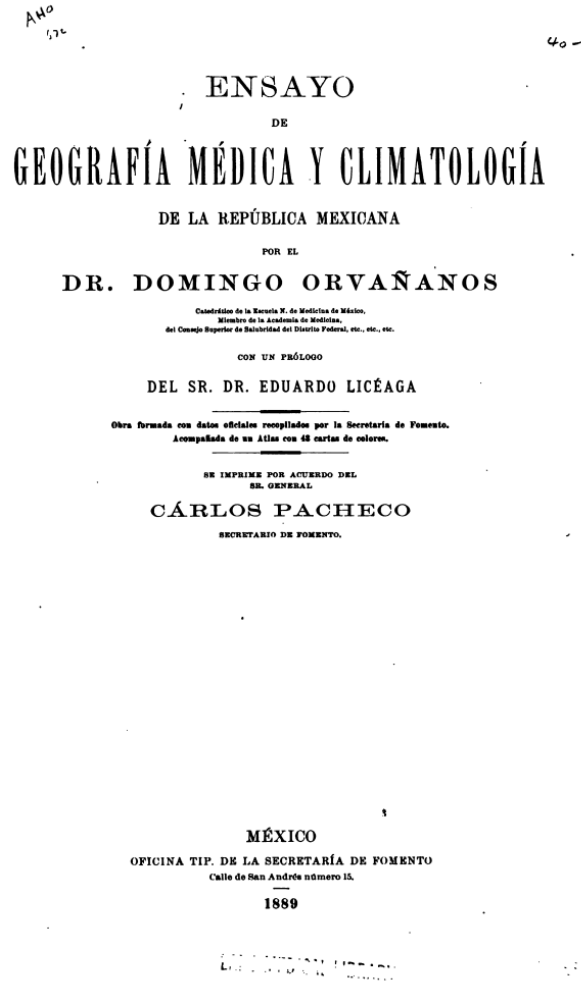 40-
ENSAYO
DE
GEOGRAFÍA MÉDICA Y CLIMATOLOGÍA
DE LA REPÚBLICA MEXICANA
POR EL
DR. DOMINGO ORVAÑANOS
Catedrático de la Escuela N. de Medicina de México,
Miembro de la Academia de Medicina,
del Consejo Superior de Salubridad del Distrito Federal, etc., etc., etc.
CON UN PRÓLOGO
DEL SR. DR. EDUARDO LICÉAGA
Obra formada con datos oficiales recopilados por la Secretaría de Fomento.
Acompañada de un Atlas con 48 cartas de colores.
SE IMPRIME POR ACUERDO DEL
SR. GENERAL
CÁRLOS PACHECO
SECRETARIO DE FOMENTO.
MÉXICO
OFICINA TIP. DE LA SECRETARÍA DE FOMENTO
Calle de San Andrés número 15.
1889